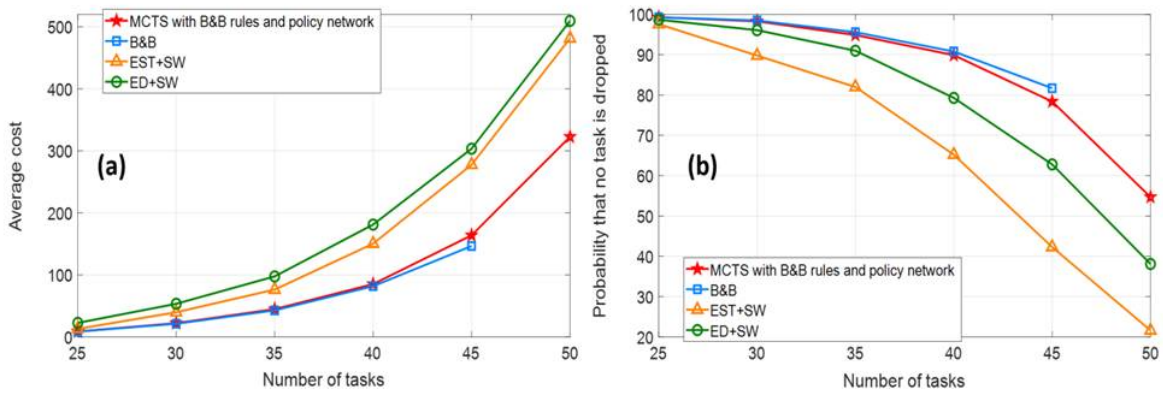 500
400
300
200
100
0
Average cost
MCTS with B&B rules and policy network
B&B
EST+SW
ED+SW
(a)
25 30 35 40 45 50
Number of tasks
100
90
80
70
60
50
40
30
20
Probability that no task is dropped
(b)
MCTS with B&B rules and policy network
B&B
EST+SW
ED+SW
25 30 35 40 45 50
Number of tasks